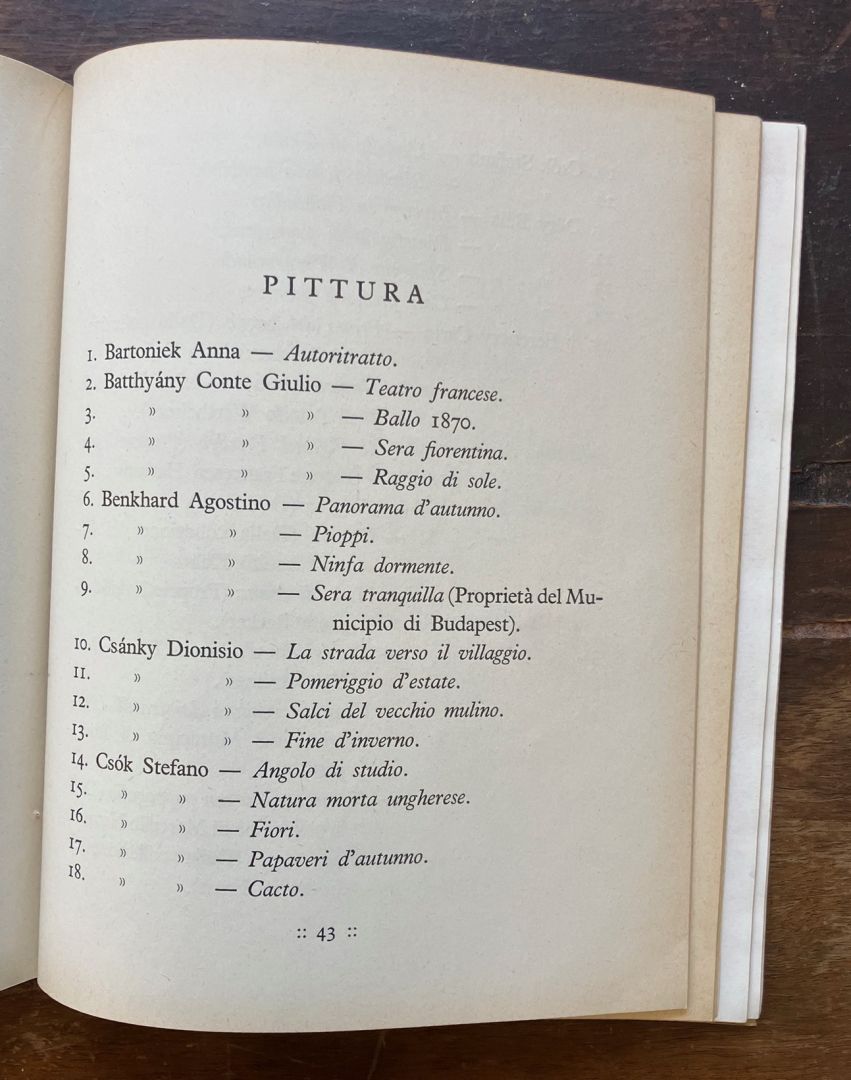 PITTURA
1. Bartoniek Anna — Autoritratto.
2. Batthyány Conte Giulio — Teatro francese.
3. » » » — Ballo 1870.
4. » » » — Sera fiorentina.
5. » » » — Raggio di sole.
6. Benkhard Agostino — Panorama d'autunno.
7. » » — Pioppi.
8. » » — Ninfa dormente.
9. » » — Sera tranquilla (Proprietà del Mu-
nicipio di Budapest).
10. Csánky Dionisio — La strada verso il villaggio.
11. » » — Pomeriggio d'estate.
12. » » — Salci del vecchio mulino.
13. » » — Fine d'inverno.
14. Csók Stefano — Angolo di studio.
15. » » — Natura morta ungherese.
16. » » — Fiori.
17. » » — Papaveri d'autunno.
18. » » — Cacto.
:: 43 ::